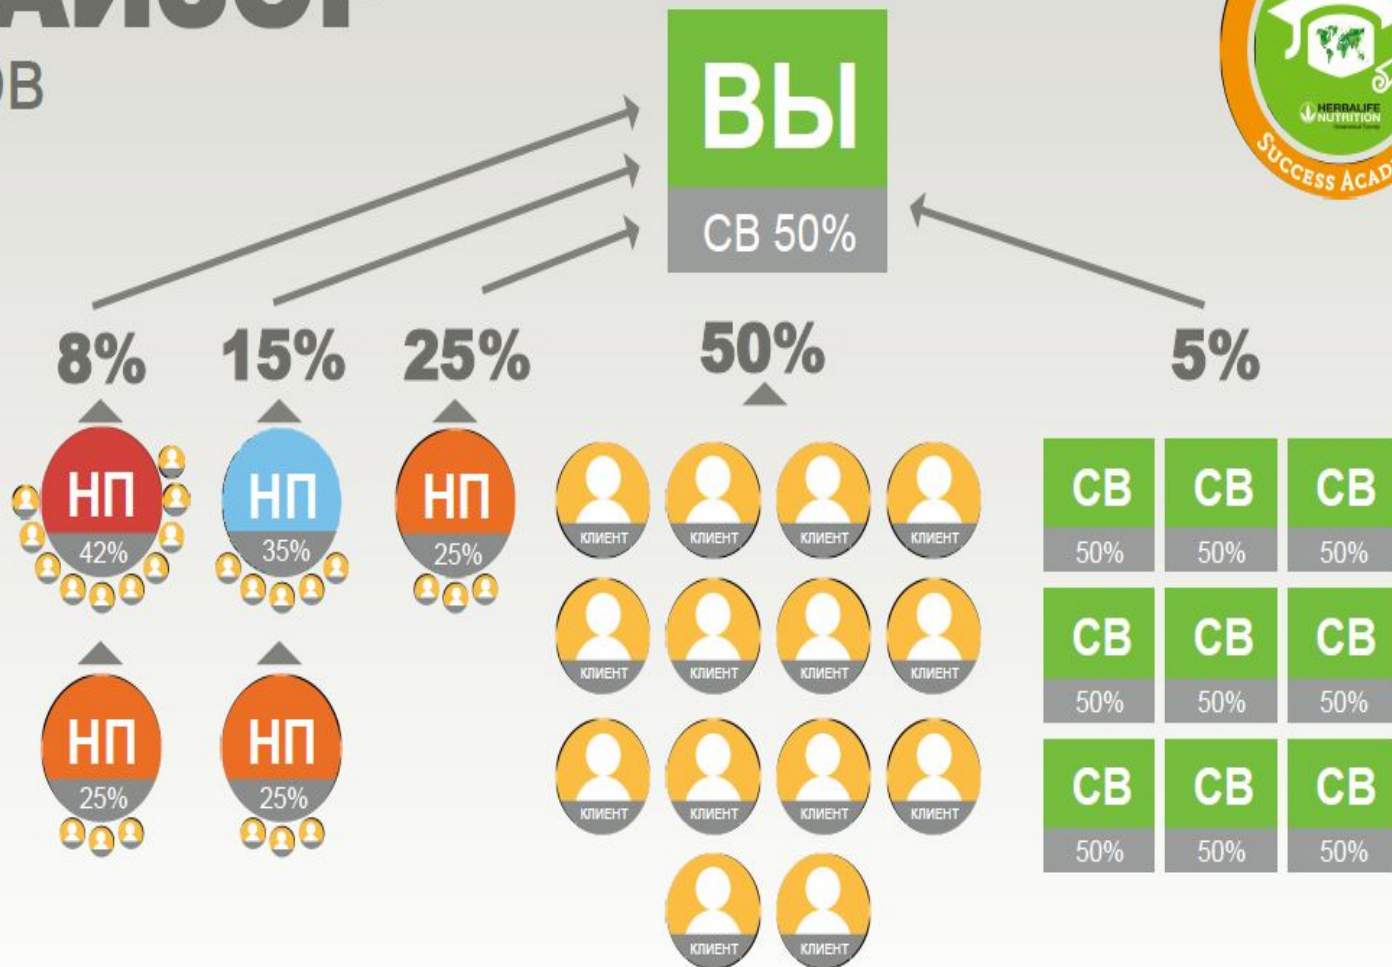 ВЫ
СВ 50%
HERBALIFE
NUTRITION
8%
15%
25%
50%
5%
НП
42%
НП
35%
НП
25%
НП
25%
НП
25%
КЛИЕНТ
КЛИЕНТ
КЛИЕНТ
КЛИЕНТ
КЛИЕНТ
КЛИЕНТ
КЛИЕНТ
КЛИЕНТ
КЛИЕНТ
КЛИЕНТ
КЛИЕНТ
КЛИЕНТ
КЛИЕНТ
КЛИЕНТ
СВ
50%
СВ
50%
СВ
50%
СВ
50%
СВ
50%
СВ
50%
СВ
50%
СВ
50%
СВ
50%
SUCCESS